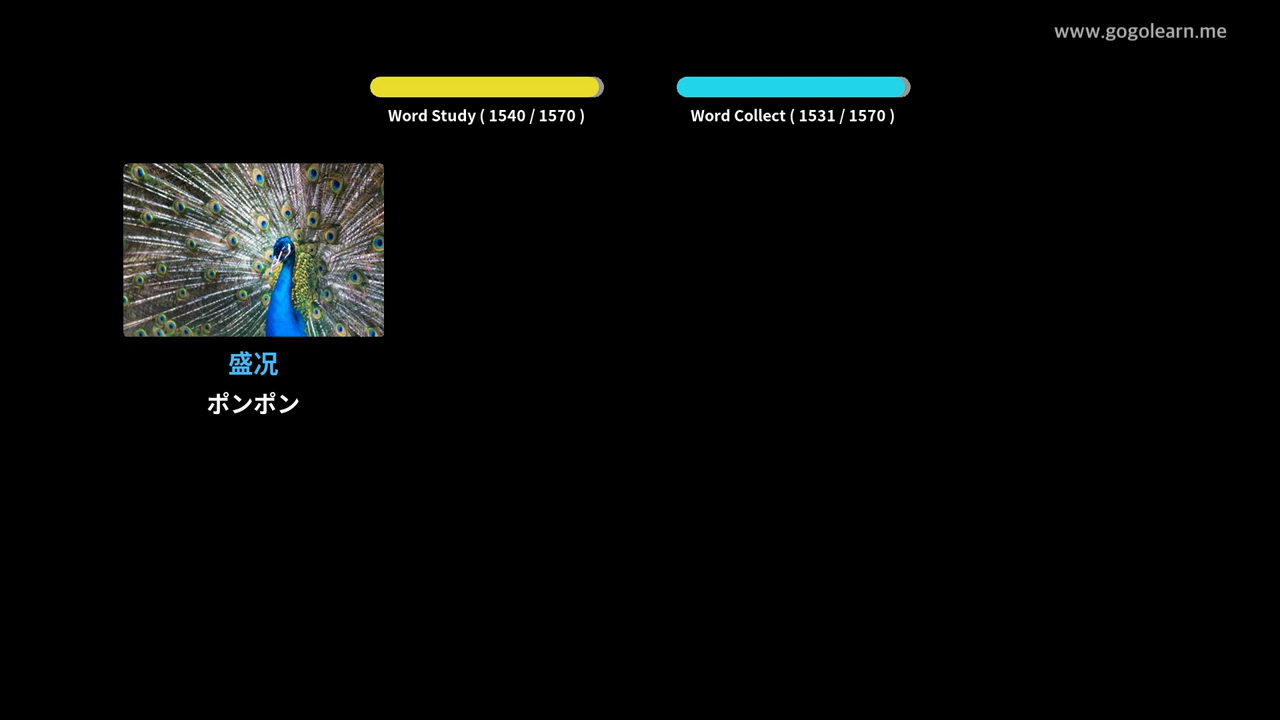 www.gogolearn.me
Word Study ( 1540 / 1570 )
Word Collect ( 1531 / 1570 )
盛况
ポンポン